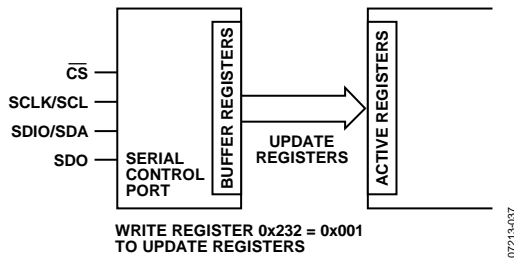 CS
SCLK/SCL
SDIO/SDA
SDO
SERIAL
CONTROL
PORT
BUFFER REGISTERS
UPDATE
REGISTERS
ACTIVE REGISTERS
WRITE REGISTER 0x232 = 0x001
TO UPDATE REGISTERS
07213-037